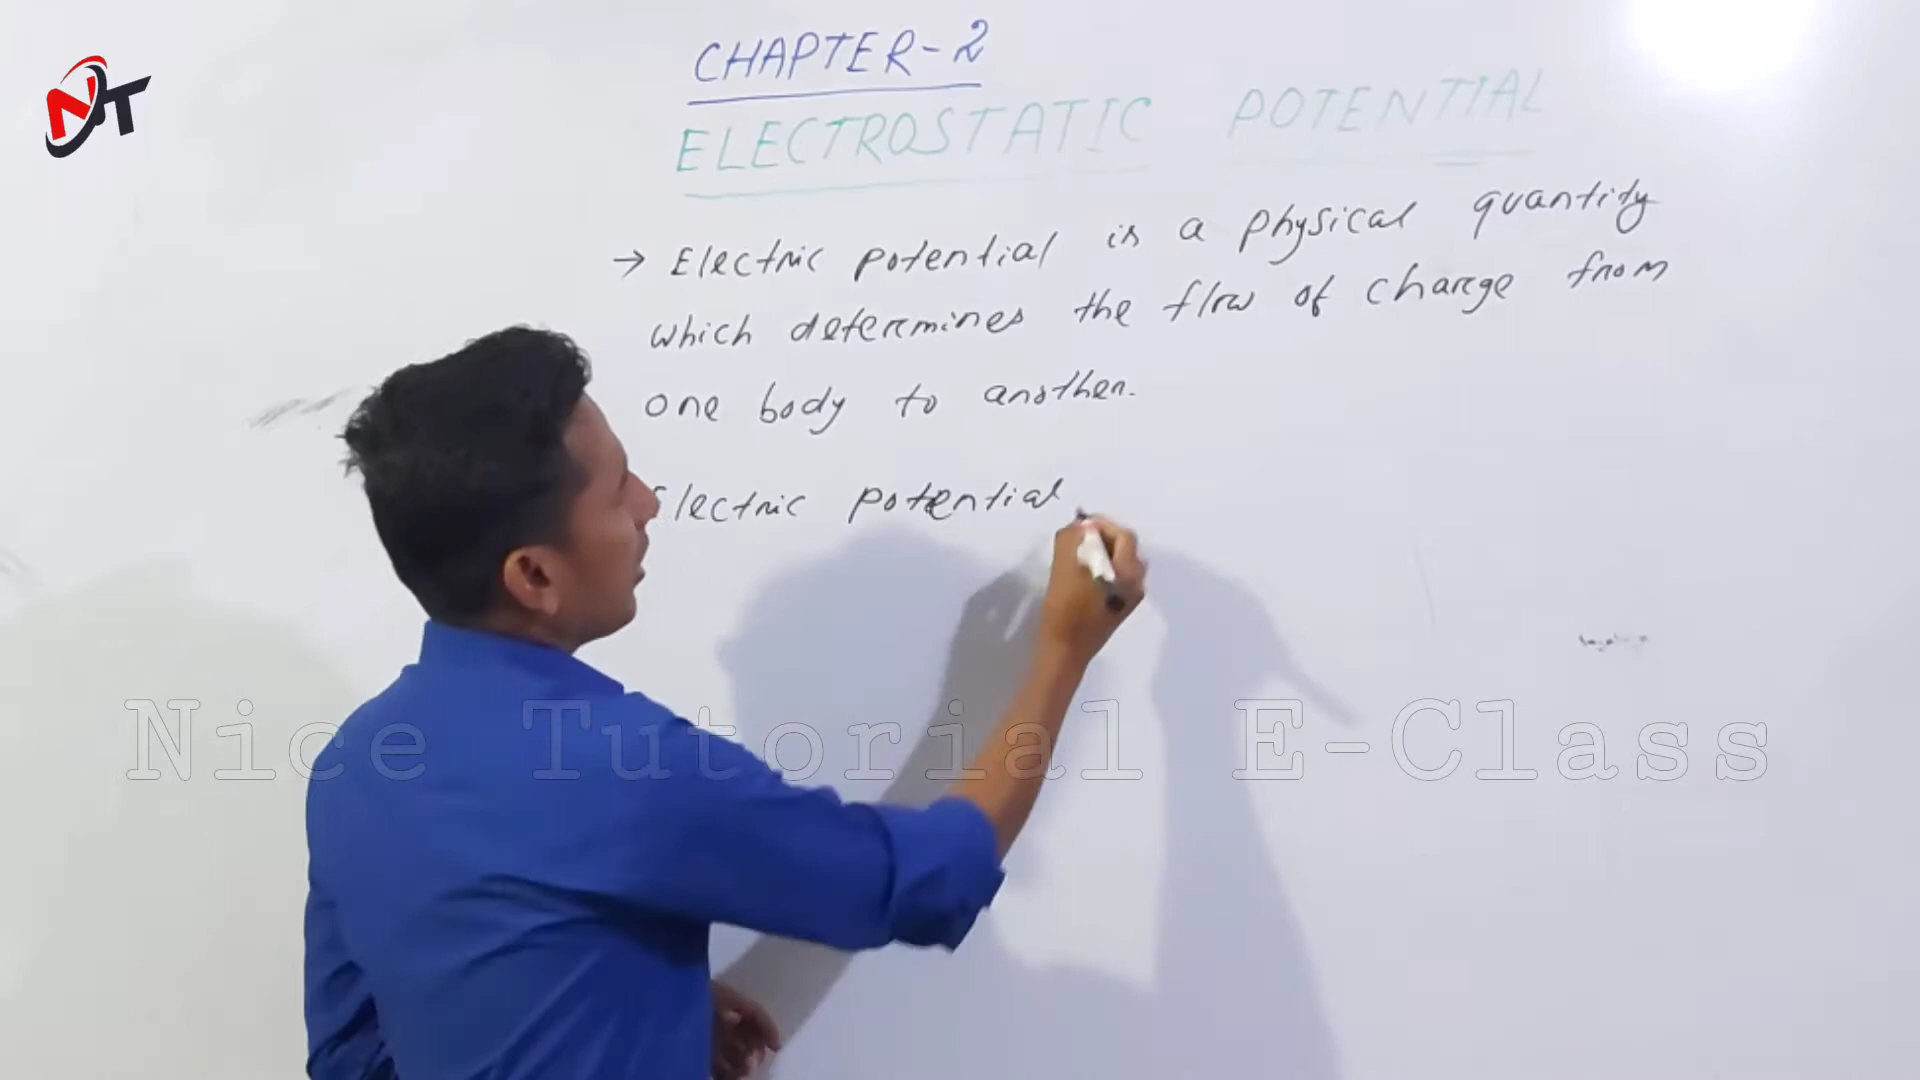 NT
CHAPTER-2
ELECTROSTATIC POTENTIAL
→ Electric potential is a physical quantity
which determines the flow of charge from
one body to another.
Electric potential
Nice Tutorial E-Class